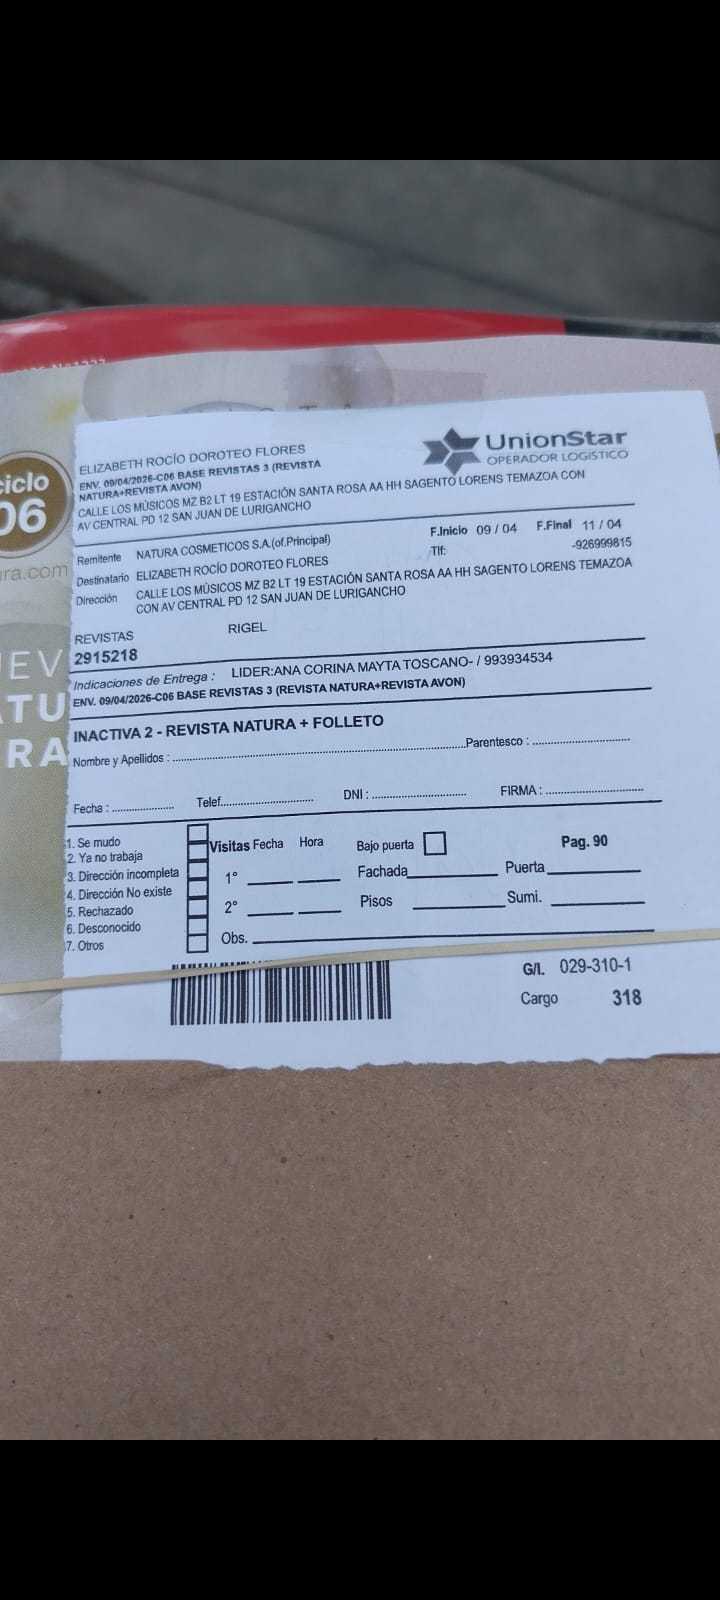 ciclo
06
ra.com
ELIZABETH ROCÍO DOROTEO FLORES
ENV. 09/04/2026-C06 BASE REVISTAS 3 (REVISTA
NATURA+REVISTA AVON)
CALLE LOS MÚSICOS MZ B2 LT 19 ESTACIÓN SANTA ROSA AA HH SAGENTO LORENS TEMAZOA CON
AV CENTRAL PD 12 SAN JUAN DE LURIGANCHO
UnionStar
OPERADOR LOGÍSTICO
Remitente NATURA COSMETICOS S.A.(of.Principal)
F.Inicio 09 / 04 F.Final 11 / 04
Destinatario ELIZABETH ROCÍO DOROTEO FLORES
Tlf: -926999815
Dirección CALLE LOS MÚSICOS MZ B2 LT 19 ESTACIÓN SANTA ROSA AA HH SAGENTO LORENS TEMAZOA
CON AV CENTRAL PD 12 SAN JUAN DE LURIGANCHO
REVISTAS RIGEL
2915218
Indicaciones de Entrega : LIDER:ANA CORINA MAYTA TOSCANO- / 993934534
ENV. 09/04/2026-C06 BASE REVISTAS 3 (REVISTA NATURA+REVISTA AVON)
INACTIVA 2 - REVISTA NATURA + FOLLETO
Nombre y Apellidos : Parentesco :
Fecha : Telef. DNI : FIRMA :
1. Se mudo
2. Ya no trabaja
3. Dirección incompleta
4. Dirección No existe
5. Rechazado
6. Desconocido
7. Otros
Visitas Fecha Hora Bajo puerta Pag. 90
1° Fachada Puerta
2° Pisos Sumi.
Obs.
G/l. 029-310-1
Cargo 318
EV
ATU
RA